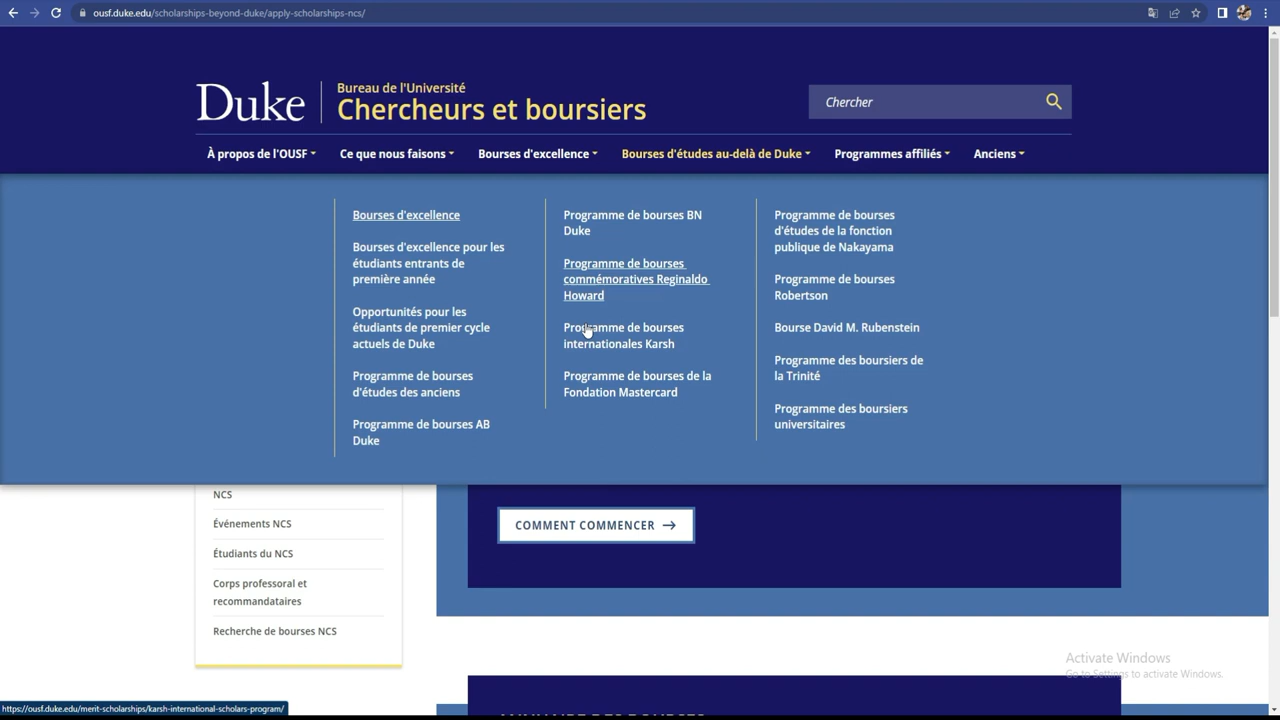 ousf.duke.edu/scholarships-beyond-duke/apply-scholarships-ncs/
Duke
Bureau de l'Université
Chercheurs et boursiers
Chercher
À propos de l'OUSF
Ce que nous faisons
Bourses d'excellence
Bourses d'études au-delà de Duke
Programmes affiliés
Anciens
Bourses d'excellence
Bourses d'excellence pour les
étudiants entrants de
première année
Opportunités pour les
étudiants de premier cycle
actuels de Duke
Programme de bourses
d'études des anciens
Programme de bourses AB
Duke
Programme de bourses BN
Duke
Programme de bourses
commémoratives Reginaldo
Howard
Programme de bourses
internationales Karsh
Programme de bourses de la
Fondation Mastercard
Programme de bourses
d'études de la fonction
publique de Nakayama
Programme de bourses
Robertson
Bourse David M. Rubenstein
Programme des boursiers de
la Trinité
Programme des boursiers
universitaires
NCS
Événements NCS
Étudiants du NCS
Corps professoral et
recommandataires
Recherche de bourses NCS
COMMENT COMMENCER
Activate Windows
Go to Settings to activate Windows.
https://ousf.duke.edu/merit-scholarships/karsh-international-scholars-program/